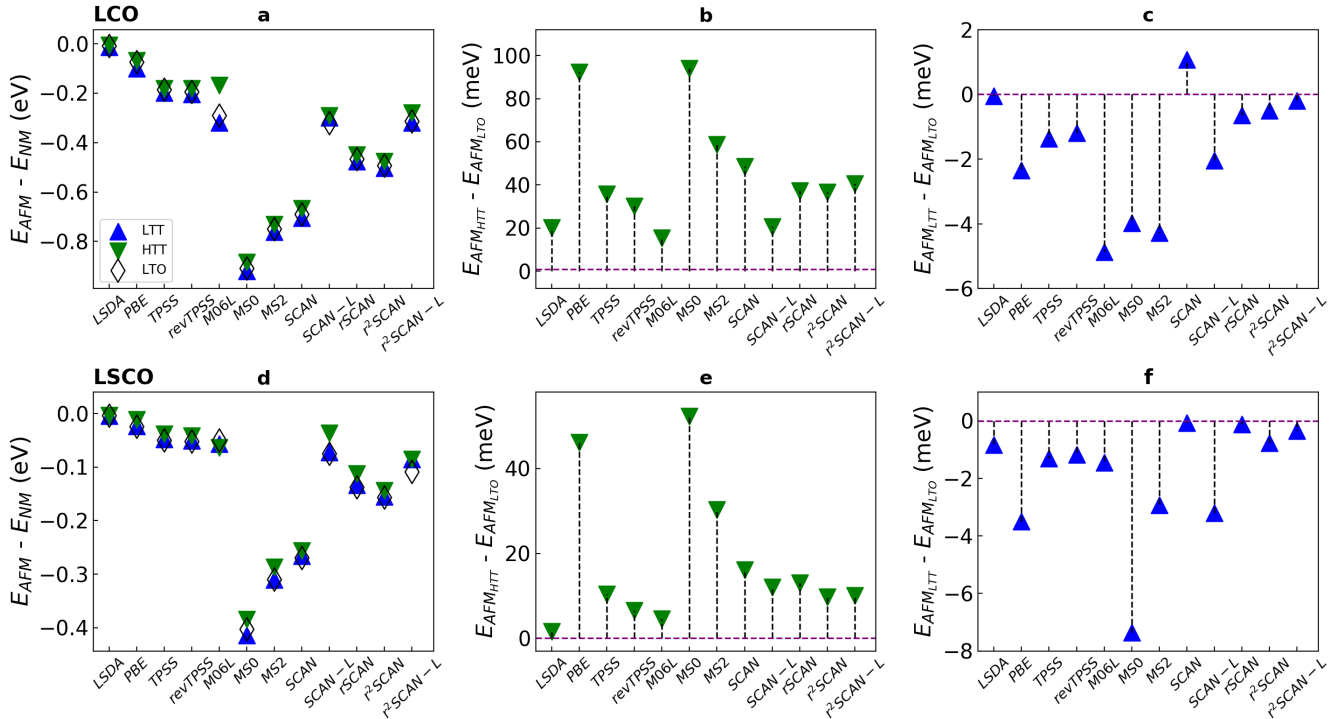 LCO a
E_AFM - E_NM (eV)
0.0
−0.2
−0.4
−0.6
−0.8
LTT
HTT
LTO
LSDA PBE TPSS revTPSS M06L MS0 MS2 SCAN SCAN−L rSCAN r²SCAN r²SCAN−L
b
E_AFM_HTT - E_AFM_LTO (meV)
100
80
60
40
20
0
LSDA PBE TPSS revTPSS M06L MS0 MS2 SCAN SCAN−L rSCAN r²SCAN r²SCAN−L
c
E_AFM_LTT - E_AFM_LTO (meV)
2
0
−2
−4
−6
LSDA PBE TPSS revTPSS M06L MS0 MS2 SCAN SCAN−L rSCAN r²SCAN r²SCAN−L
LSCO d
E_AFM - E_NM (eV)
0.0
−0.1
−0.2
−0.3
−0.4
LSDA PBE TPSS revTPSS M06L MS0 MS2 SCAN SCAN−L rSCAN r²SCAN r²SCAN−L
e
E_AFM_HTT - E_AFM_LTO (meV)
40
20
0
LSDA PBE TPSS revTPSS M06L MS0 MS2 SCAN SCAN−L rSCAN r²SCAN r²SCAN−L
f
E_AFM_LTT - E_AFM_LTO (meV)
0
−2
−4
−6
−8
LSDA PBE TPSS revTPSS M06L MS0 MS2 SCAN SCAN−L rSCAN r²SCAN r²SCAN−L